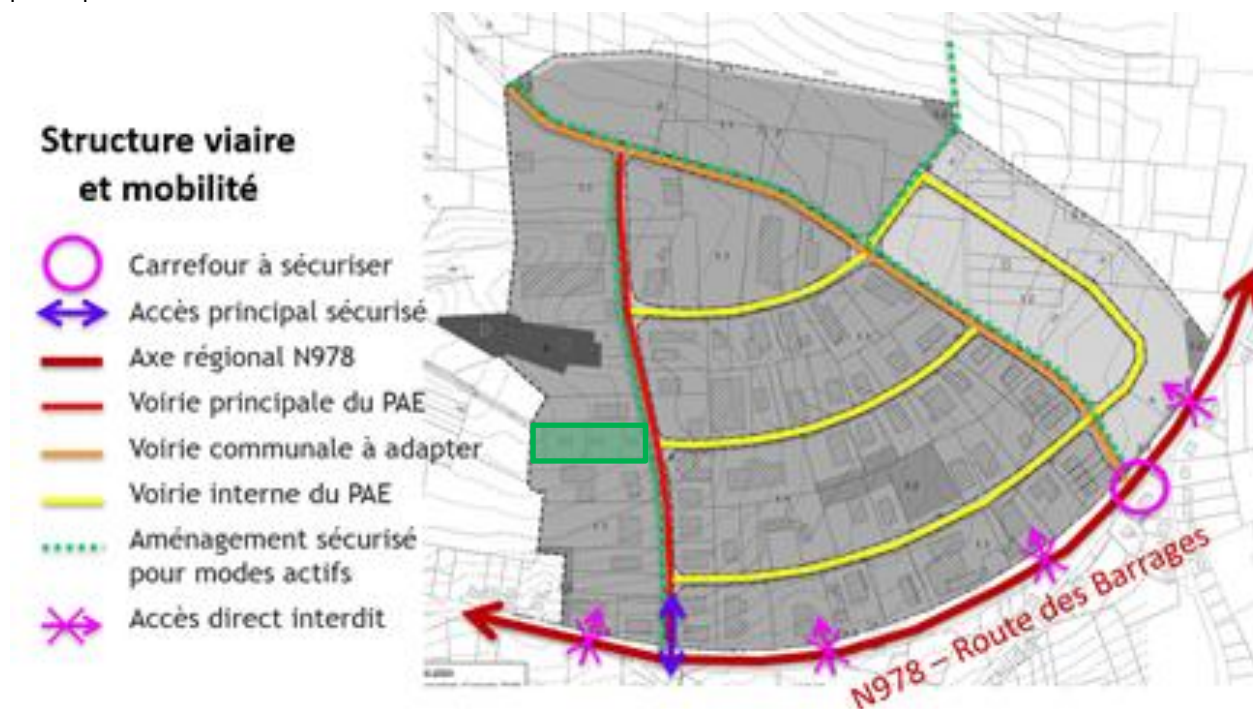 Structure viaire
et mobilité
Carrefour à sécuriser
Accès principal sécurisé
Axe régional N978
Voirie principale du PAE
Voirie communale à adapter
Voirie interne du PAE
Aménagement sécurisé
pour modes actifs
Accès direct interdit
N978 – Route des Barrages